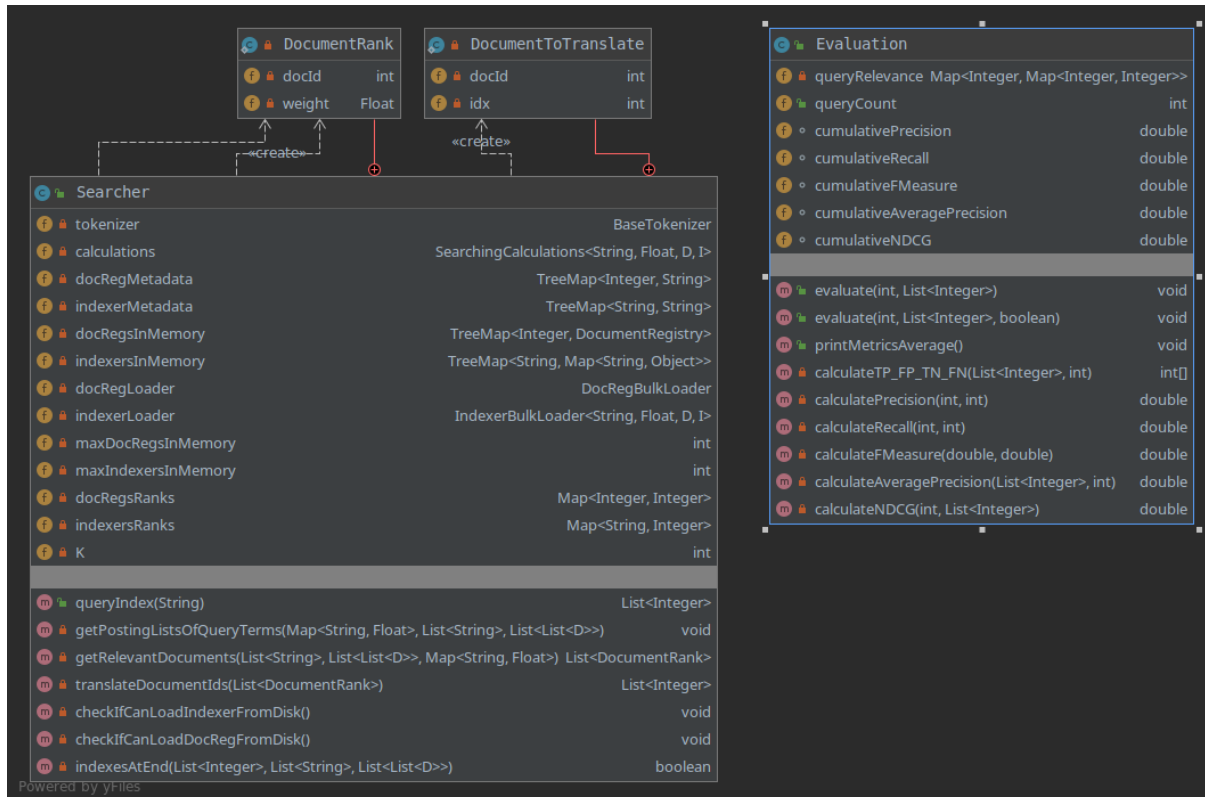 DocumentRank
docId int
weight Float
DocumentToTranslate
docId int
idx int
«create»
«create»
Searcher
tokenizer BaseTokenizer
calculations SearchingCalculations<String, Float, D, I>
docRegMetadata TreeMap<Integer, String>
indexerMetadata TreeMap<String, String>
docRegsInMemory TreeMap<Integer, DocumentRegistry>
indexersInMemory TreeMap<String, Map<String, Object>>
docRegLoader DocRegBulkLoader
indexerLoader IndexerBulkLoader<String, Float, D, I>
maxDocRegsInMemory int
maxIndexersInMemory int
docRegsRanks Map<Integer, Integer>
indexersRanks Map<String, Integer>
K int
queryIndex(String) List<Integer>
getPostingListsOfQueryTerms(Map<String, Float>, List<String>, List<List<D>>) void
getRelevantDocuments(List<String>, List<List<D>>, Map<String, Float>) List<DocumentRank>
translateDocumentIds(List<DocumentRank>) List<Integer>
checkIfCanLoadIndexerFromDisk() void
checkIfCanLoadDocRegFromDisk() void
indexesAtEnd(List<Integer>, List<String>, List<List<D>>) boolean
Evaluation
queryRelevance Map<Integer, Map<Integer, Integer>>
queryCount int
cumulativePrecision double
cumulativeRecall double
cumulativeFMeasure double
cumulativeAveragePrecision double
cumulativeNDCG double
evaluate(int, List<Integer>) void
evaluate(int, List<Integer>, boolean) void
printMetricsAverage() void
calculateTP_FP_TN_FN(List<Integer>, int) int[]
calculatePrecision(int, int) double
calculateRecall(int, int) double
calculateFMeasure(double, double) double
calculateAveragePrecision(List<Integer>, int) double
calculateNDCG(int, List<Integer>) double
Powered by yFiles